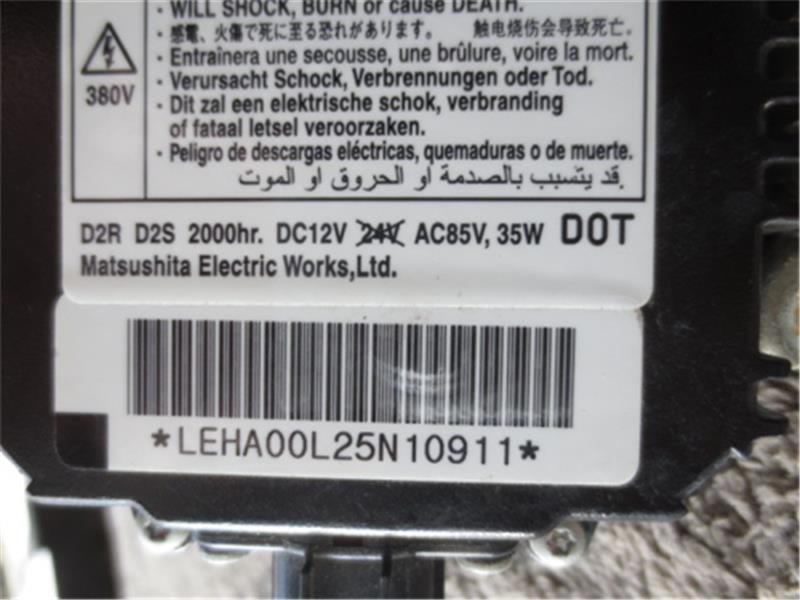 · WILL SHOCK, BURN or cause DEATH.
· 感電、火傷で死に至る恐れがあります。 触电烧伤会导致死亡.
· Entraînera une secousse, une brûlure, voire la mort.
· Verursacht Schock, Verbrennungen oder Tod.
380V
· Dit zal een elektrische schok, verbranding
of fataal letsel veroorzaken.
· Peligro de descargas eléctricas, quemaduras o de muerte.
قد يتسبب بالصدمة او الحروق او الموت.
D2R D2S 2000hr. DC12V 24V AC85V, 35W DOT
Matsushita Electric Works,Ltd.
*LEHA00L25N10911*